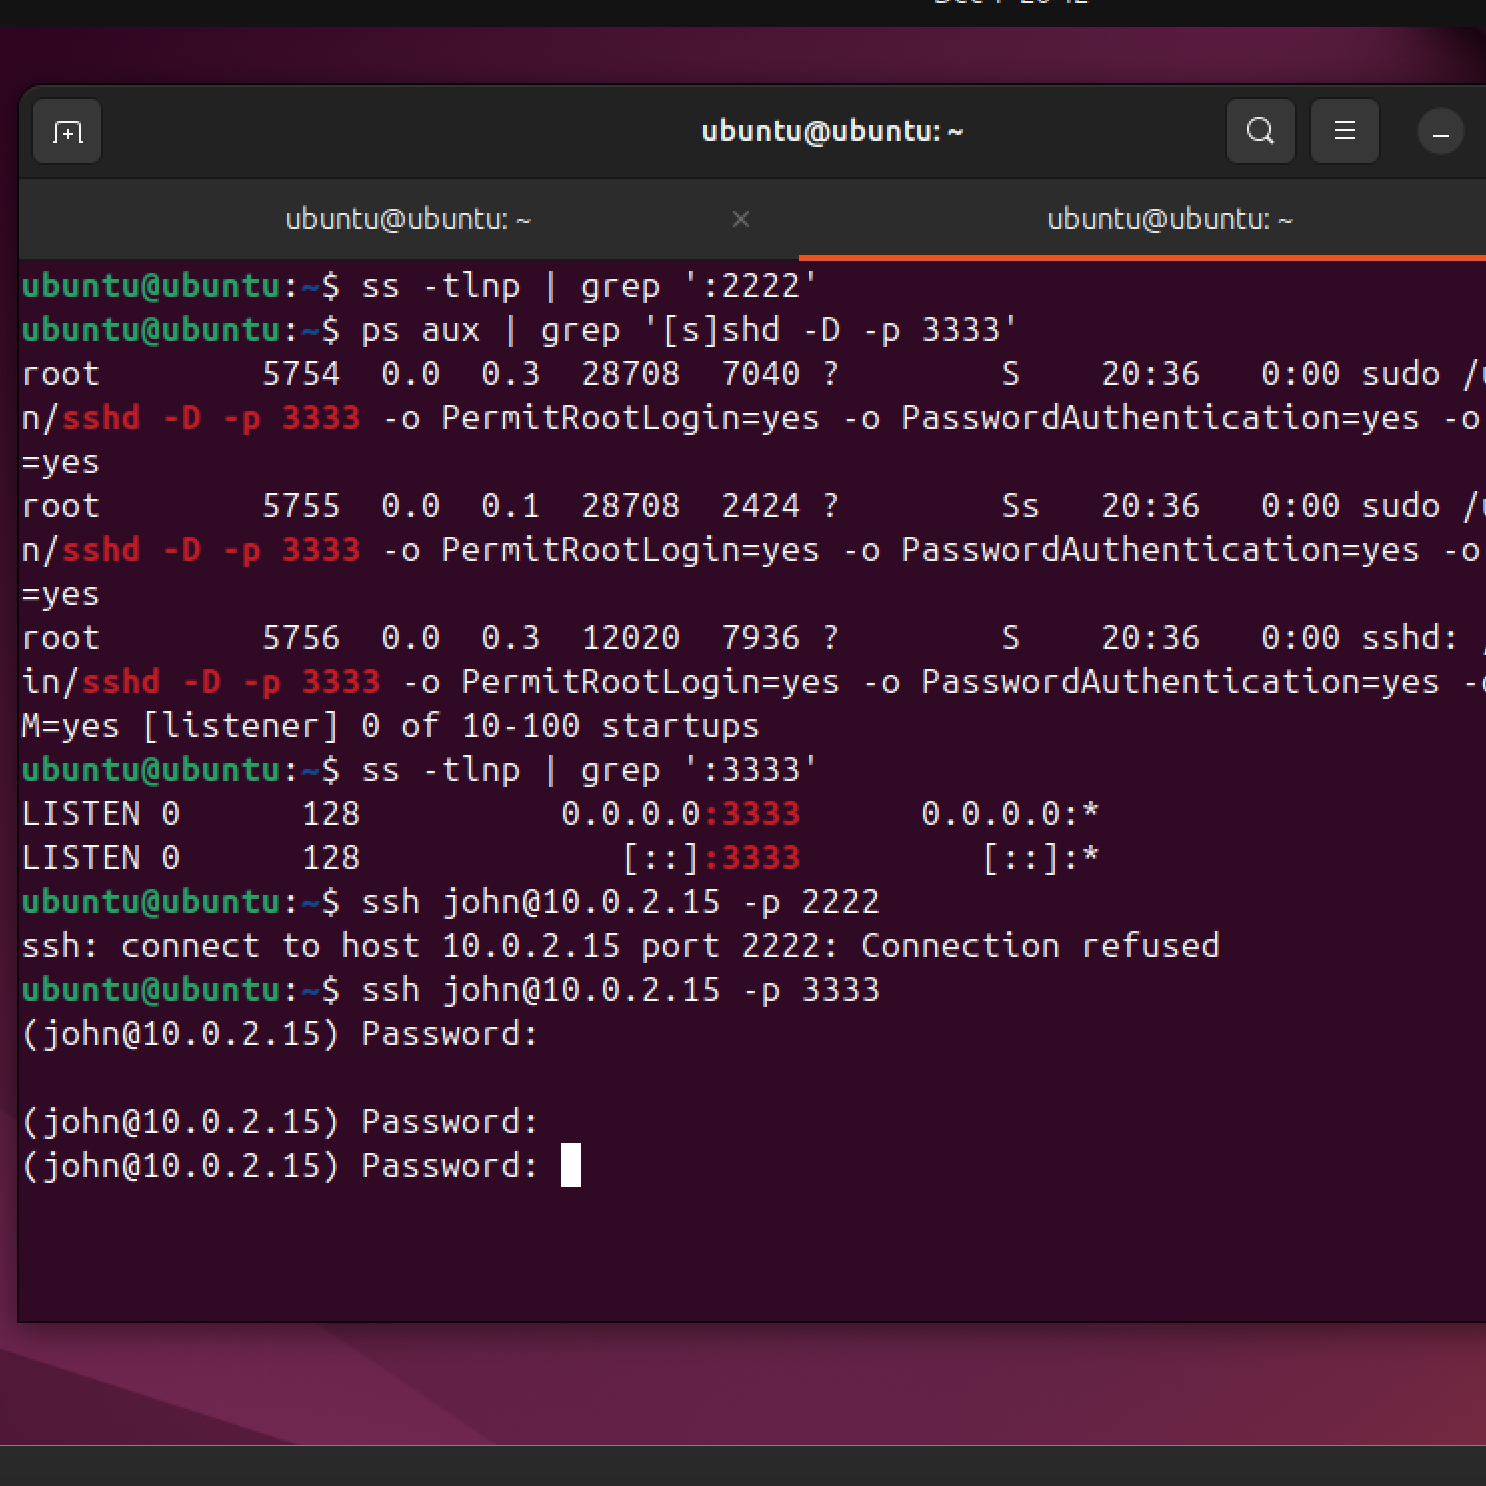 ubuntu@ubuntu: ~
ubuntu@ubuntu: ~ × ubuntu@ubuntu: ~
ubuntu@ubuntu:~$ ss -tlnp | grep ':2222'
ubuntu@ubuntu:~$ ps aux | grep '[s]shd -D -p 3333'
root        5754  0.0  0.3  28708  7040 ?        S    20:36   0:00 sudo /
n/sshd -D -p 3333 -o PermitRootLogin=yes -o PasswordAuthentication=yes -o
=yes
root        5755  0.0  0.1  28708  2424 ?        Ss   20:36   0:00 sudo /
n/sshd -D -p 3333 -o PermitRootLogin=yes -o PasswordAuthentication=yes -o
=yes
root        5756  0.0  0.3  12020  7936 ?        S    20:36   0:00 sshd:
in/sshd -D -p 3333 -o PermitRootLogin=yes -o PasswordAuthentication=yes
M=yes [listener] 0 of 10-100 startups
ubuntu@ubuntu:~$ ss -tlnp | grep ':3333'
LISTEN 0      128          0.0.0.0:3333      0.0.0.0:*
LISTEN 0      128             [::]:3333         [::]:*
ubuntu@ubuntu:~$ ssh john@10.0.2.15 -p 2222
ssh: connect to host 10.0.2.15 port 2222: Connection refused
ubuntu@ubuntu:~$ ssh john@10.0.2.15 -p 3333
(john@10.0.2.15) Password:
(john@10.0.2.15) Password:
(john@10.0.2.15) Password: